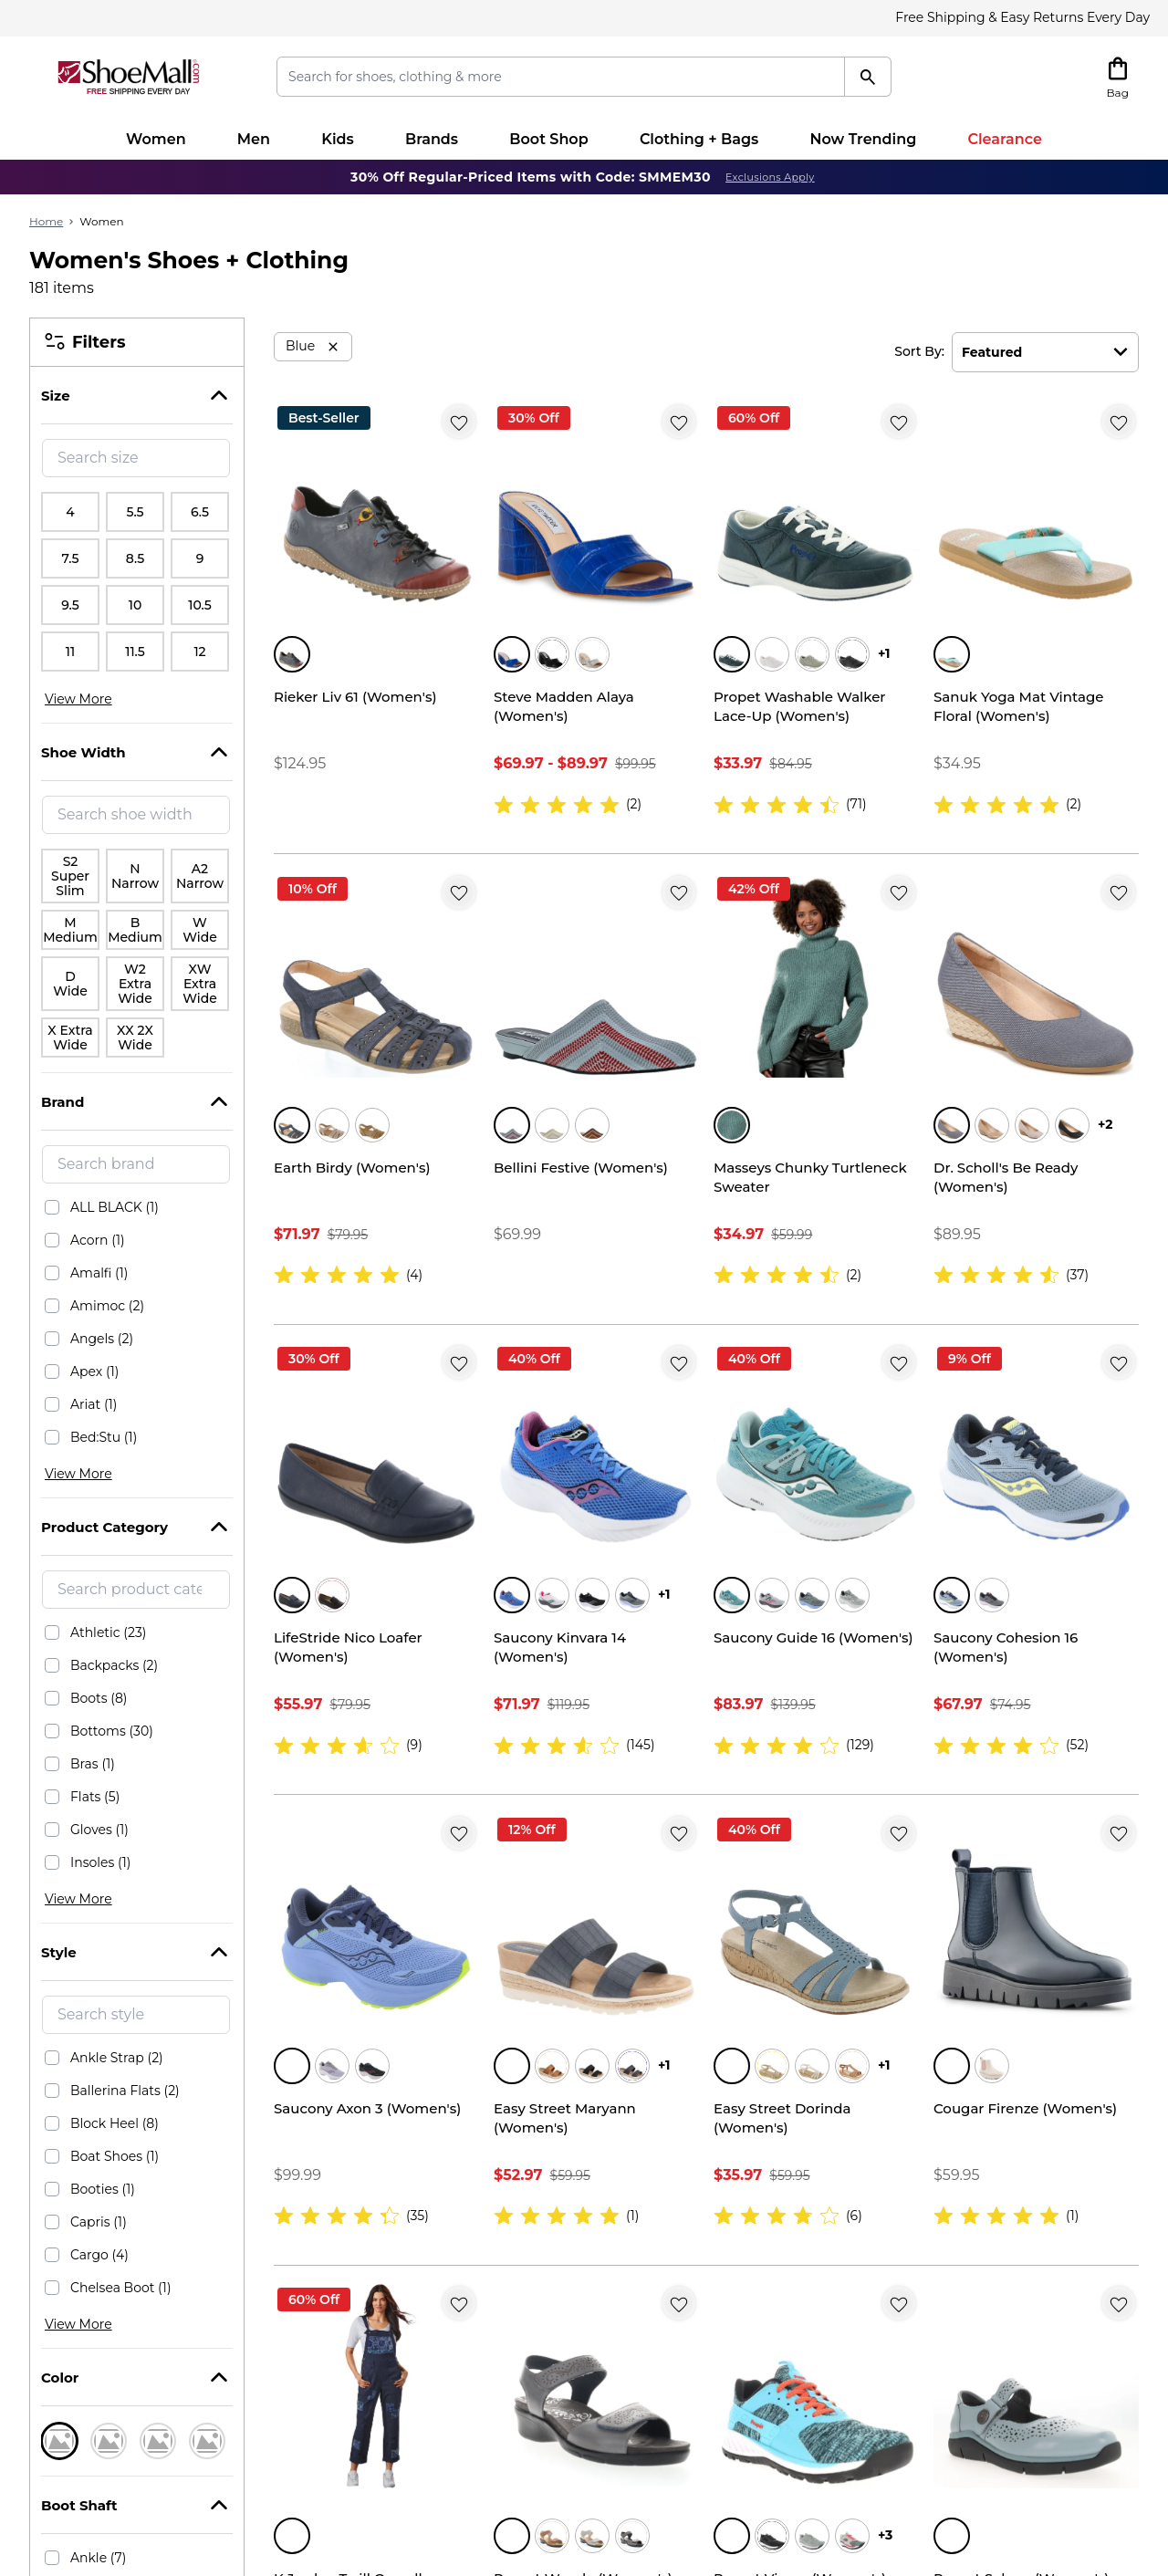 Free Shipping & Easy Returns Every Day
ShoeMall.com
FREE SHIPPING EVERY DAY
Search for shoes, clothing & more
Bag
Women Men Kids Brands Boot Shop Clothing + Bags Now Trending Clearance
30% Off Regular-Priced Items with Code: SMMEM30 Exclusions Apply
Home > Women
Women's Shoes + Clothing
181 items
Filters
Size
Search size
4 5.5 6.5
7.5 8.5 9
9.5 10 10.5
11 11.5 12
View More
Shoe Width
Search shoe width
S2 Super Slim
N Narrow
A2 Narrow
M Medium
B Medium
W Wide
D Wide
W2 Extra Wide
XW Extra Wide
X Extra Wide
XX 2X Wide
Brand
Search brand
ALL BLACK (1)
Acorn (1)
Amalfi (1)
Amimoc (2)
Angels (2)
Apex (1)
Ariat (1)
Bed:Stu (1)
View More
Product Category
Search product cate
Athletic (23)
Backpacks (2)
Boots (8)
Bottoms (30)
Bras (1)
Flats (5)
Gloves (1)
Insoles (1)
View More
Style
Search style
Ankle Strap (2)
Ballerina Flats (2)
Block Heel (8)
Boat Shoes (1)
Booties (1)
Capris (1)
Cargo (4)
Chelsea Boot (1)
View More
Color
Boot Shaft
Ankle (7)
Blue ×
Sort By: Featured
Best-Seller
Rieker Liv 61 (Women's)
$124.95
30% Off
Steve Madden Alaya
(Women's)
$69.97 - $89.97 $99.95
(2)
60% Off
+1
Propet Washable Walker
Lace-Up (Women's)
$33.97 $84.95
(71)
Sanuk Yoga Mat Vintage
Floral (Women's)
$34.95
(2)
10% Off
Earth Birdy (Women's)
$71.97 $79.95
(4)
Bellini Festive (Women's)
$69.99
42% Off
Masseys Chunky Turtleneck
Sweater
$34.97 $59.99
(2)
+2
Dr. Scholl's Be Ready
(Women's)
$89.95
(37)
30% Off
LifeStride Nico Loafer
(Women's)
$55.97 $79.95
(9)
40% Off
+1
Saucony Kinvara 14
(Women's)
$71.97 $119.95
(145)
40% Off
Saucony Guide 16 (Women's)
$83.97 $139.95
(129)
9% Off
Saucony Cohesion 16
(Women's)
$67.97 $74.95
(52)
Saucony Axon 3 (Women's)
$99.99
(35)
12% Off
+1
Easy Street Maryann
(Women's)
$52.97 $59.95
(1)
40% Off
+1
Easy Street Dorinda
(Women's)
$35.97 $59.95
(6)
Cougar Firenze (Women's)
$59.95
(1)
60% Off
+3